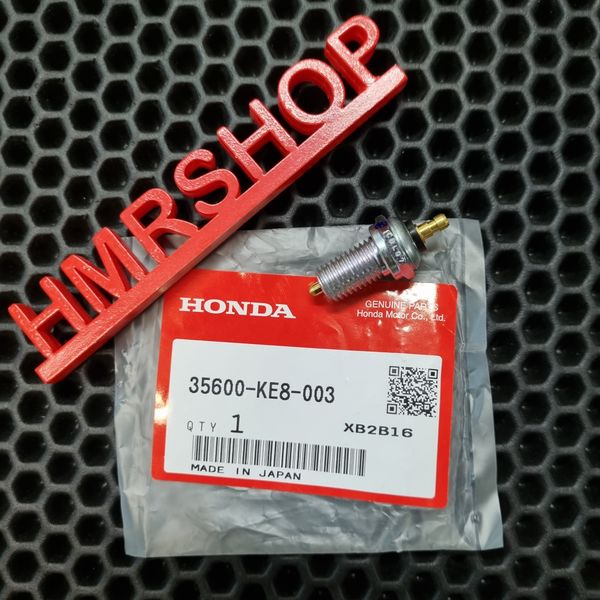 HMRSHOP
HONDA
GENUINE PARTS
Honda Motor Co., Ltd.
35600-KE8-003
QTY 1
XB2B16
MADE IN JAPAN